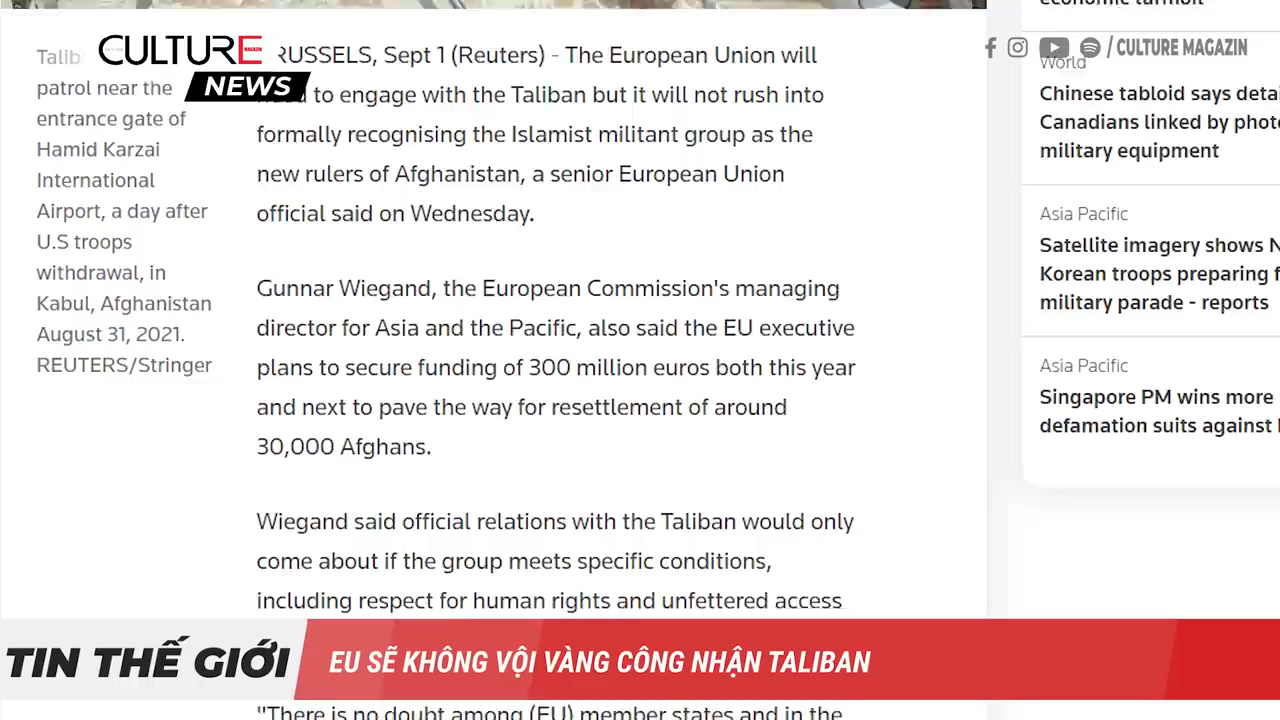 economic turmoil
CULTURE
NEWS
/ CULTURE MAGAZIN
Talib
patrol near the
entrance gate of
Hamid Karzai
International
Airport, a day after
U.S troops
withdrawal, in
Kabul, Afghanistan
August 31, 2021.
REUTERS/Stringer
RUSSELS, Sept 1 (Reuters) - The European Union will
to engage with the Taliban but it will not rush into
formally recognising the Islamist militant group as the
new rulers of Afghanistan, a senior European Union
official said on Wednesday.
Gunnar Wiegand, the European Commission's managing
director for Asia and the Pacific, also said the EU executive
plans to secure funding of 300 million euros both this year
and next to pave the way for resettlement of around
30,000 Afghans.
Wiegand said official relations with the Taliban would only
come about if the group meets specific conditions,
including respect for human rights and unfettered access
"There is no doubt among (EU) member states and in the
World
Chinese tabloid says detai
Canadians linked by phot
military equipment
Asia Pacific
Satellite imagery shows N
Korean troops preparing f
military parade - reports
Asia Pacific
Singapore PM wins more
defamation suits against
TIN THẾ GIỚI
EU SẼ KHÔNG VỘI VÀNG CÔNG NHẬN TALIBAN